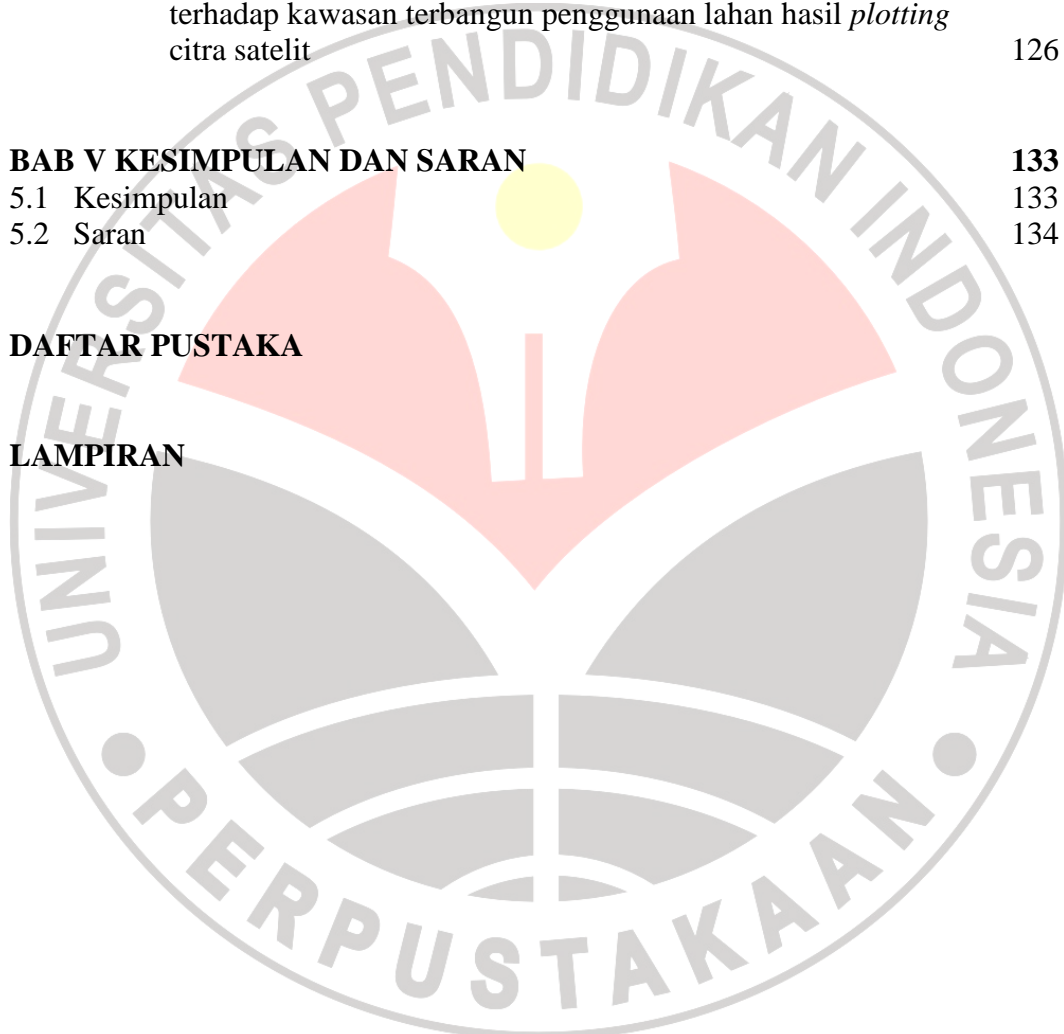 terhadap kawasan terbangun penggunaan lahan hasil plotting
citra satelit 126
BAB V KESIMPULAN DAN SARAN 133
5.1 Kesimpulan 133
5.2 Saran 134
DAFTAR PUSTAKA
LAMPIRAN
UNIVERSITAS PENDIDIKAN INDONESIA
PERPUSTAKAAN